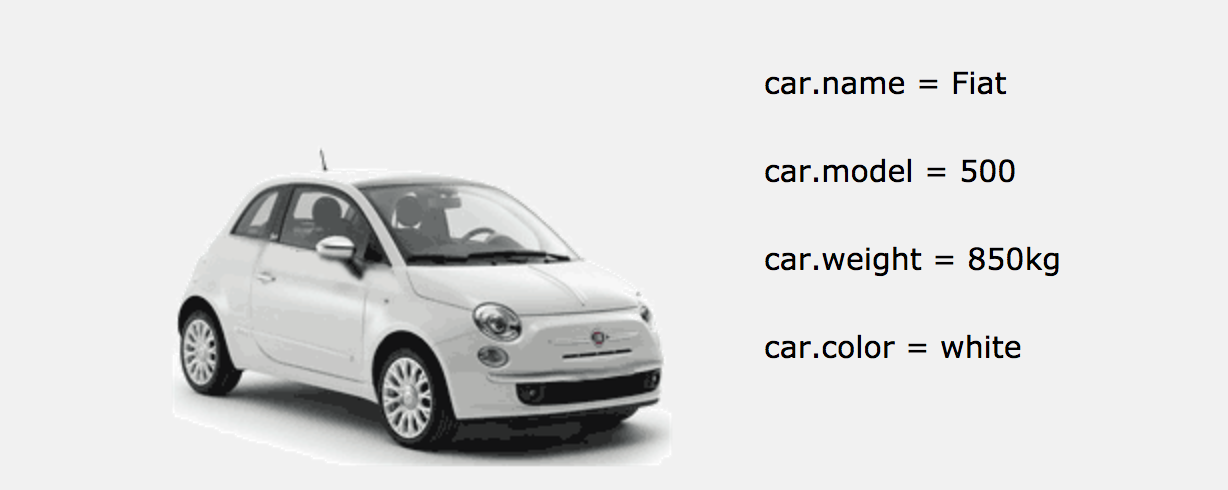 car.name = Fiat
car.model = 500
car.weight = 850kg
car.color = white